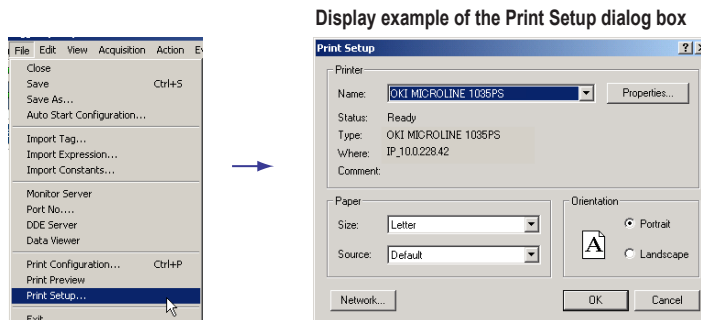 Display example of the Print Setup dialog box
File Edit View Acquisition Action
Close
Save Ctrl+S
Save As...
Auto Start Configuration...
Import Tag...
Import Expression...
Import Constants...
Monitor Server
Port No....
DDE Server
Data Viewer
Print Configuration... Ctrl+P
Print Preview
Print Setup...
Exit
Print Setup
Printer
Name: OKI MICROLINE 1035PS Properties...
Status: Ready
Type: OKI MICROLINE 1035PS
Where: IP_10.0.228.42
Comment:
Paper
Size: Letter
Source: Default
Orientation
A
Portrait
Landscape
Network... OK Cancel